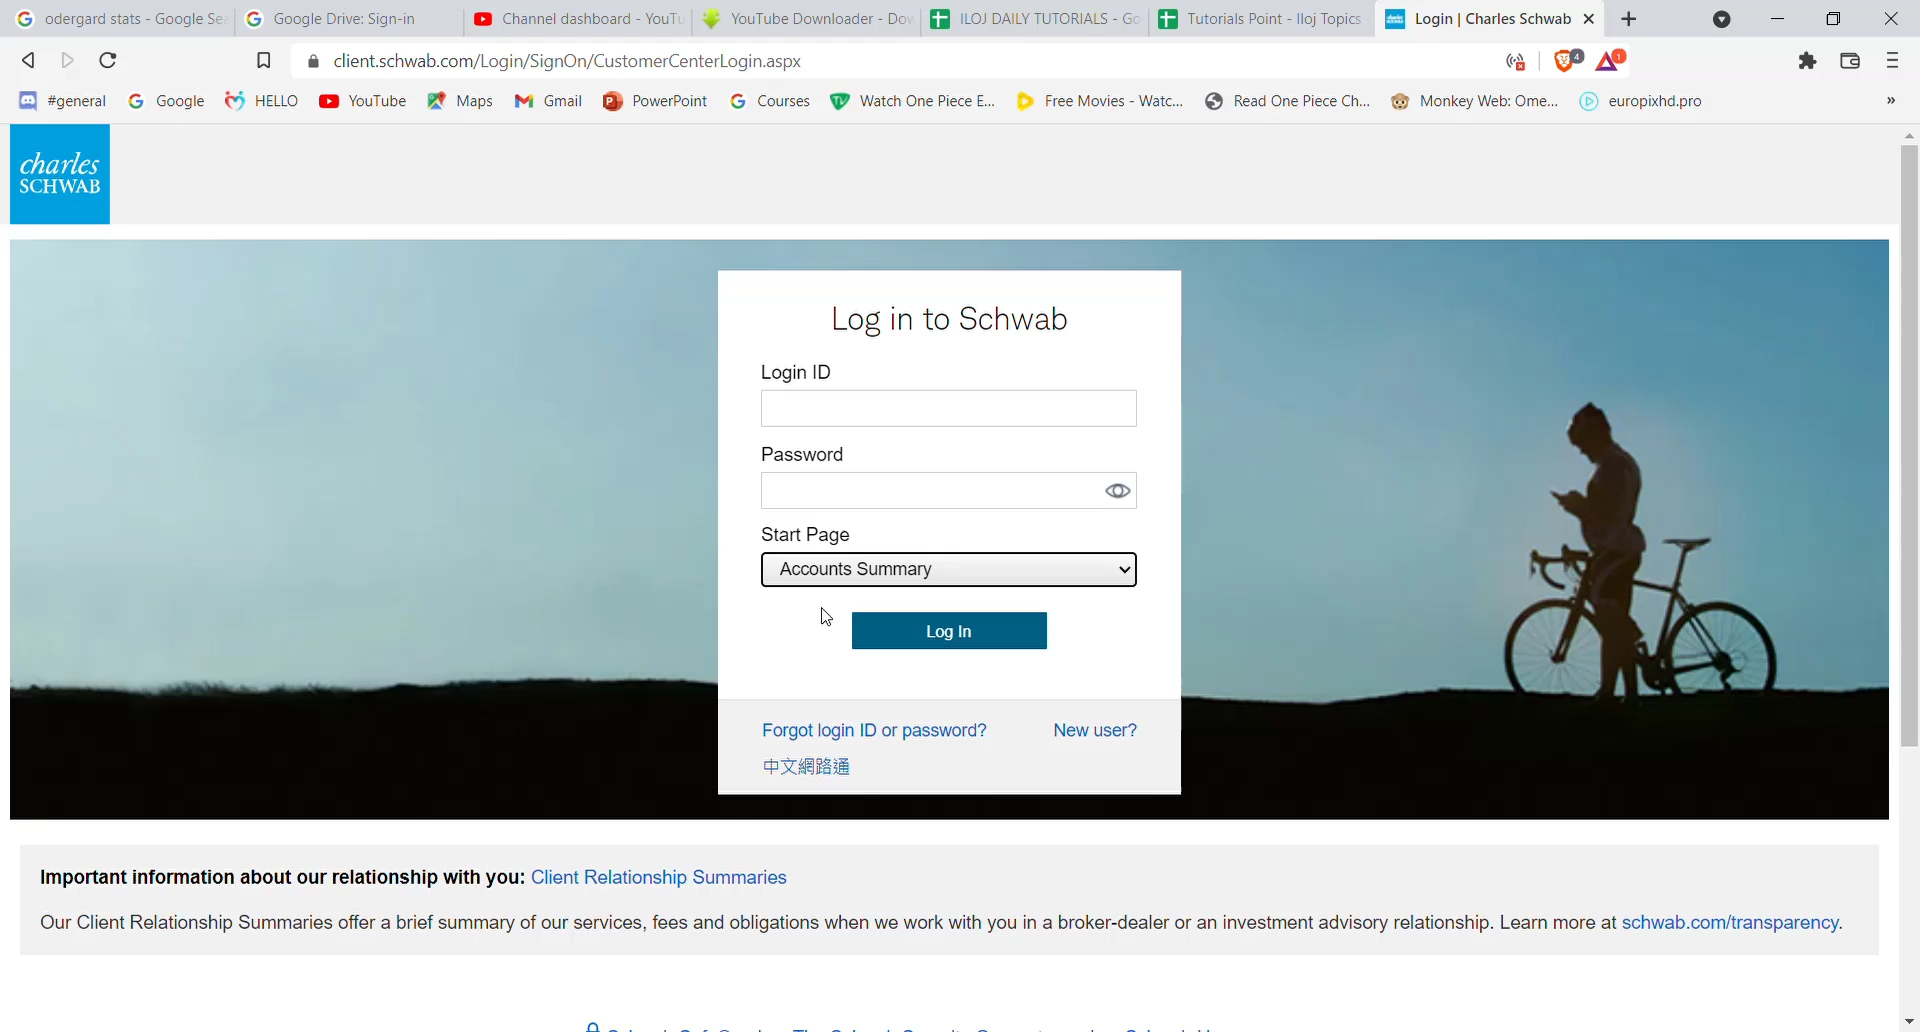 odergard stats - Google Se
Google Drive: Sign-in
Channel dashboard - YouTu
YouTube Downloader - Dow
ILOJ DAILY TUTORIALS - Go
Tutorials Point - Iloj Topics
Login | Charles Schwab
client.schwab.com/Login/SignOn/CustomerCenterLogin.aspx
4
1
#general
Google
HELLO
YouTube
Maps
Gmail
PowerPoint
Courses
Watch One Piece E...
Free Movies - Watc...
Read One Piece Ch...
Monkey Web: Ome...
europixhd.pro
»
charles
SCHWAB
Log in to Schwab
Login ID
Password
Start Page
Accounts Summary
Log In
Forgot login ID or password?
New user?
中文網路通
Important information about our relationship with you: Client Relationship Summaries
Our Client Relationship Summaries offer a brief summary of our services, fees and obligations when we work with you in a broker-dealer or an investment advisory relationship. Learn more at schwab.com/transparency.